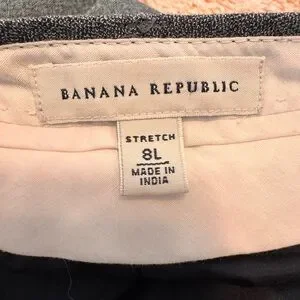 BANANA REPUBLIC
STRETCH
8L
MADE IN
INDIA